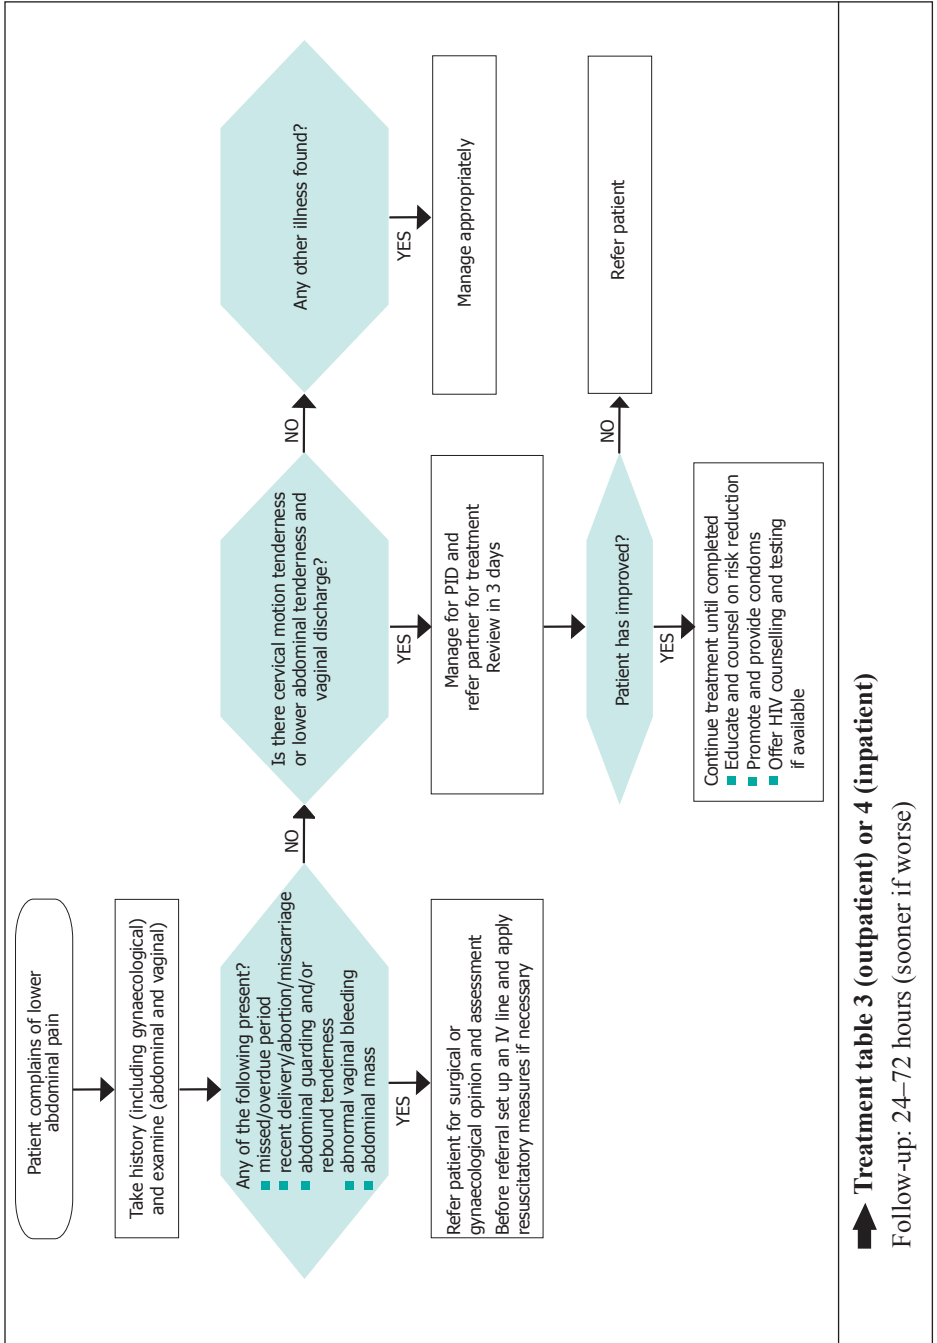 Patient complains of lower
abdominal pain
Take history (including gynaecological)
and examine (abdominal and vaginal)
Any of the following present?
missed/overdue period
recent delivery/abortion/miscarriage
abdominal guarding and/or
rebound tenderness
abnormal vaginal bleeding
abdominal mass
NO
Is there cervical motion tenderness
or lower abdominal tenderness and
vaginal discharge?
NO
Any other illness found?
YES
Refer patient for surgical or
gynaecological opinion and assessment
Before referral set up an IV line and apply
resuscitatory measures if necessary
YES
Manage for PID and
refer partner for treatment
Review in 3 days
YES
Manage appropriately
Patient has improved?
NO
Refer patient
YES
Continue treatment until completed
Educate and counsel on risk reduction
Promote and provide condoms
Offer HIV counselling and testing
if available
Treatment table 3 (outpatient) or 4 (inpatient)
Follow-up: 24–72 hours (sooner if worse)